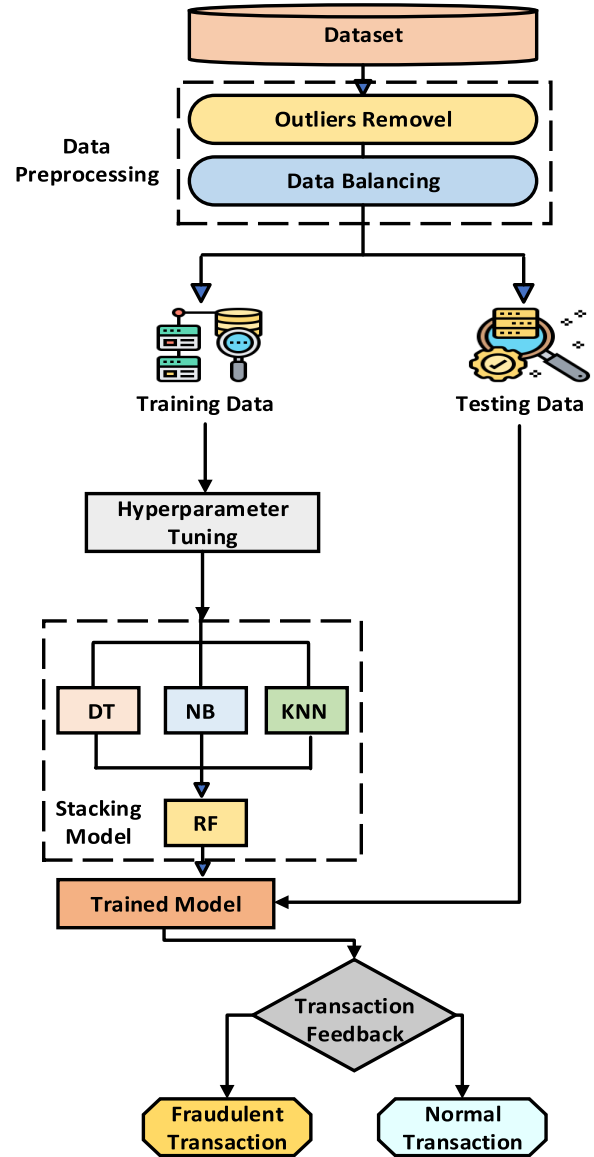 Dataset
Outliers Removel
Data
Preprocessing
Data Balancing
Training Data
Testing Data
Hyperparameter
Tuning
DT
NB
KNN
Stacking
Model
RF
Trained Model
Transaction
Feedback
Fraudulent
Transaction
Normal
Transaction